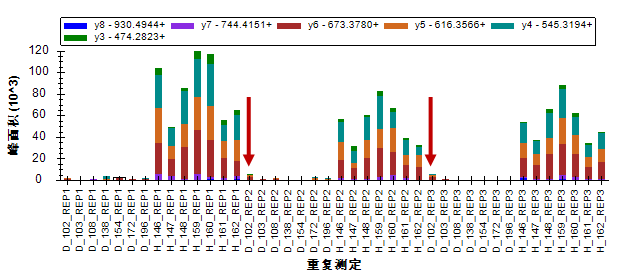 y8 - 930.4944+ y7 - 744.4151+ y6 - 673.3780+ y5 - 616.3566+ y4 - 545.3194+
y3 - 474.2823+
峰面积 (10^3)
120
100
80
60
40
20
0
D_102_REP1
D_103_REP1
D_108_REP1
D_138_REP1
D_154_REP1
D_172_REP1
D_196_REP1
H_146_REP1
H_147_REP1
H_148_REP1
H_159_REP1
H_160_REP1
H_161_REP1
H_162_REP1
D_102_REP2
D_103_REP2
D_108_REP2
D_138_REP2
D_154_REP2
D_172_REP2
D_196_REP2
H_146_REP2
H_147_REP2
H_148_REP2
H_159_REP2
H_160_REP2
H_161_REP2
H_162_REP2
D_102_REP3
D_103_REP3
D_108_REP3
D_138_REP3
D_154_REP3
D_172_REP3
D_196_REP3
H_146_REP3
H_147_REP3
H_148_REP3
H_159_REP3
H_160_REP3
H_161_REP3
H_162_REP3
重复测定